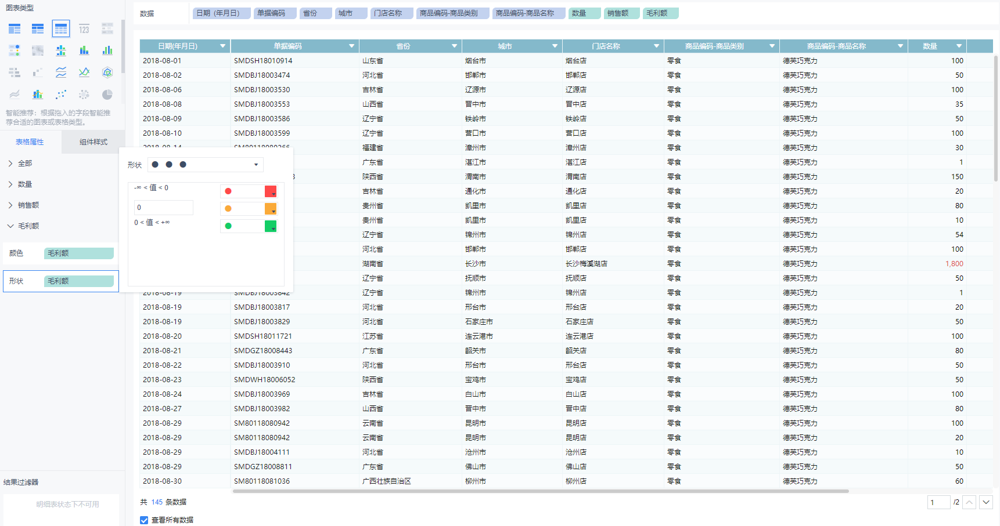 图表类型
123
智能推荐：根据拖入的字段智能推
荐合适的图表或表格类型。
表格属性 组件样式
全部
数量
销售额
毛利额
颜色 毛利额
形状 毛利额
结果过滤器
明细表状态下不可用
数据 日期 (年月日) 单据编码 省份 城市 门店名称 商品编码-商品类别 商品编码-商品名称 数量 销售额 毛利额
形状
-∞ < 值 < 0
0
0 < 值 < +∞
日期(年月日) 单据编码 省份 城市 门店名称 商品编码-商品类别 商品编码-商品名称 数量
2018-08-01 SMDSH18010914 山东省 烟台市 烟台店 零食 德芙巧克力 100
2018-08-02 SMDBJ18003474 河北省 邯郸市 邯郸店 零食 德芙巧克力 50
2018-08-06 SMDBJ18003530 吉林省 辽源市 辽源店 零食 德芙巧克力 100
2018-08-08 SMDBJ18003553 山西省 晋中市 晋中店 零食 德芙巧克力 35
2018-08-09 SMDBJ18003586 辽宁省 铁岭市 铁岭店 零食 德芙巧克力 50
2018-08-10 SMDBJ18003599 辽宁省 营口市 营口店 零食 德芙巧克力 100
2018-08-14 SM80118080266 福建省 漳州市 漳州店 零食 德芙巧克力 30
广东省 湛江市 湛江店 零食 德芙巧克力 1
3 陕西省 渭南市 渭南店 零食 德芙巧克力 150
吉林省 通化市 通化店 零食 德芙巧克力 20
贵州省 凯里市 凯里店 零食 德芙巧克力 80
贵州省 凯里市 凯里店 零食 德芙巧克力 10
辽宁省 锦州市 锦州店 零食 德芙巧克力 54
河北省 邯郸市 邯郸店 零食 德芙巧克力 100
湖南省 长沙市 长沙梅溪湖店 零食 德芙巧克力 1,800
辽宁省 抚顺市 抚顺店 零食 德芙巧克力 50
2018-08-19 SMDBJ18003842 辽宁省 锦州市 锦州店 零食 德芙巧克力 1
2018-08-19 SMDBJ18003817 河北省 邢台市 邢台店 零食 德芙巧克力 20
2018-08-19 SMDBJ18003829 河北省 石家庄市 石家庄店 零食 德芙巧克力 50
2018-08-20 SMDSH18011721 江苏省 连云港市 连云港店 零食 德芙巧克力 100
2018-08-21 SMDGZ18008443 广东省 韶关市 韶关店 零食 德芙巧克力 80
2018-08-22 SMDBJ18003910 河北省 邢台市 邢台店 零食 德芙巧克力 50
2018-08-23 SMDWH18006052 陕西省 宝鸡市 宝鸡店 零食 德芙巧克力 50
2018-08-24 SMDBJ18003969 吉林省 白山市 白山店 零食 德芙巧克力 100
2018-08-27 SMDBJ18003982 山西省 晋中市 晋中店 零食 德芙巧克力 80
2018-08-29 SM80118080942 云南省 昆明市 昆明店 零食 德芙巧克力 100
2018-08-29 SM80118080942 云南省 昆明市 昆明店 零食 德芙巧克力 20
2018-08-29 SMDBJ18004111 河北省 沧州市 沧州店 零食 德芙巧克力 10
2018-08-29 SMDGZ18008811 广东省 佛山市 佛山店 零食 德芙巧克力 50
2018-08-30 SM80118081036 广西壮族自治区 柳州市 柳州店 零食 德芙巧克力 60
共 145 条数据 1 /2
查看所有数据